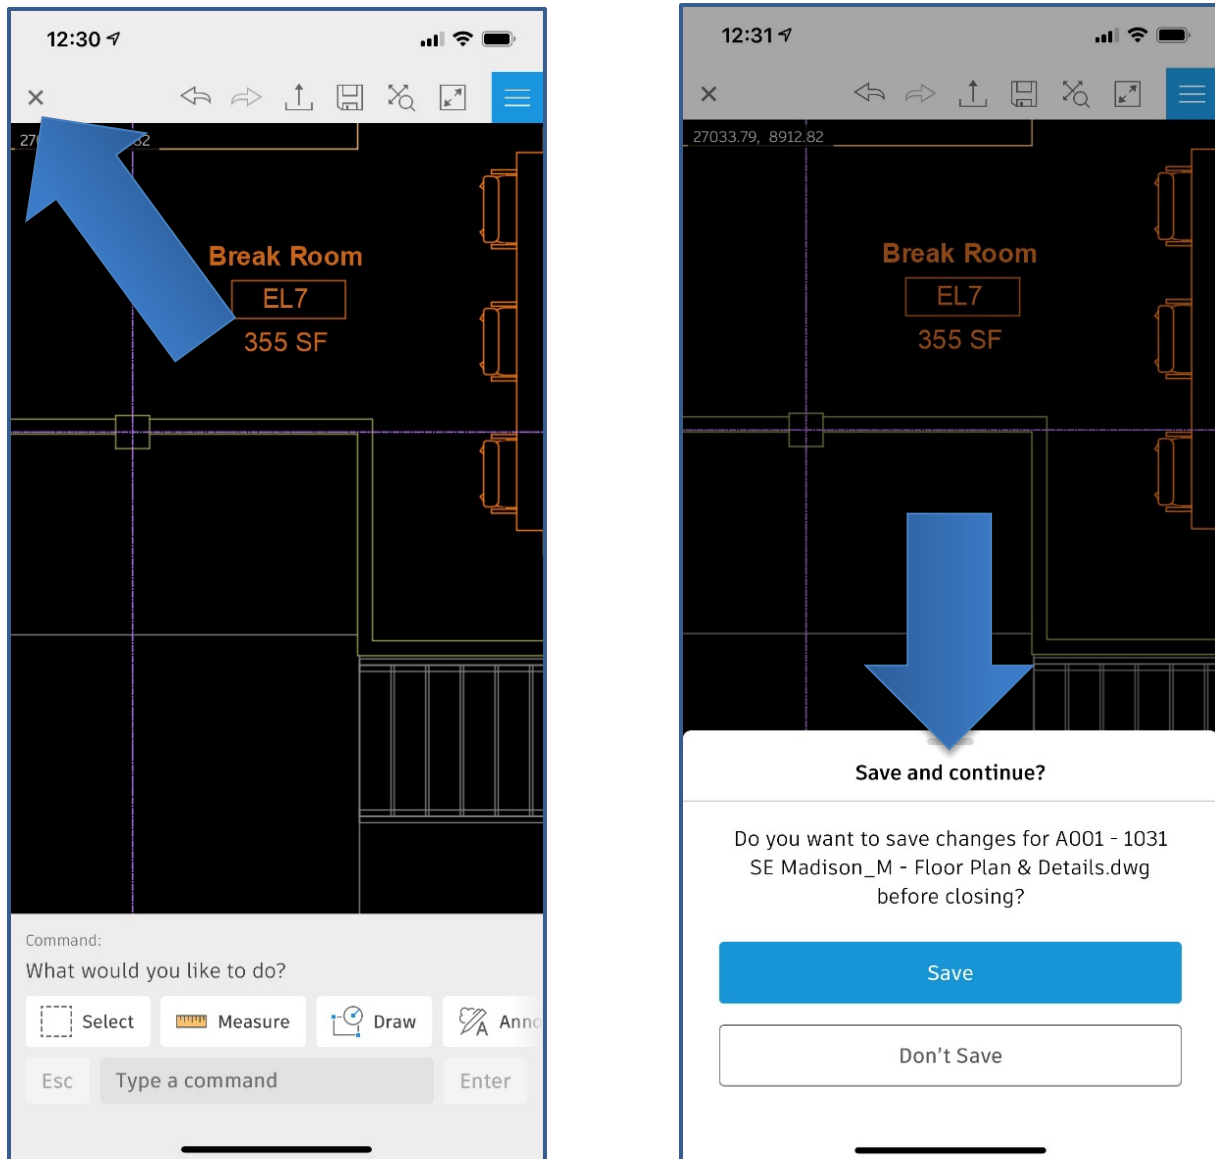 12:30
27 52
Break Room
EL7
355 SF
Command:
What would you like to do?
Select
Measure
Draw
A
Esc
Type a command
Enter
12:31
27033.79, 8912.82
Break Room
EL7
355 SF
Save and continue?
Do you want to save changes for A001 - 1031
SE Madison_M - Floor Plan & Details.dwg
before closing?
Save
Don't Save